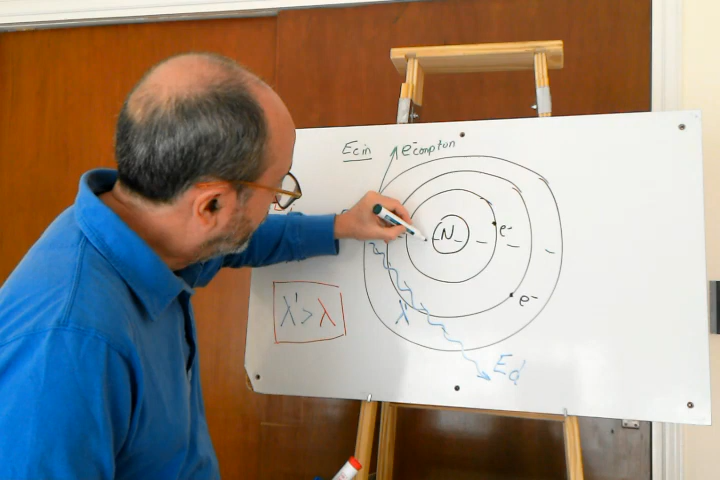 Ecin e⁻compton
N e⁻
e⁻
λ' > λ
λ'
Ed'